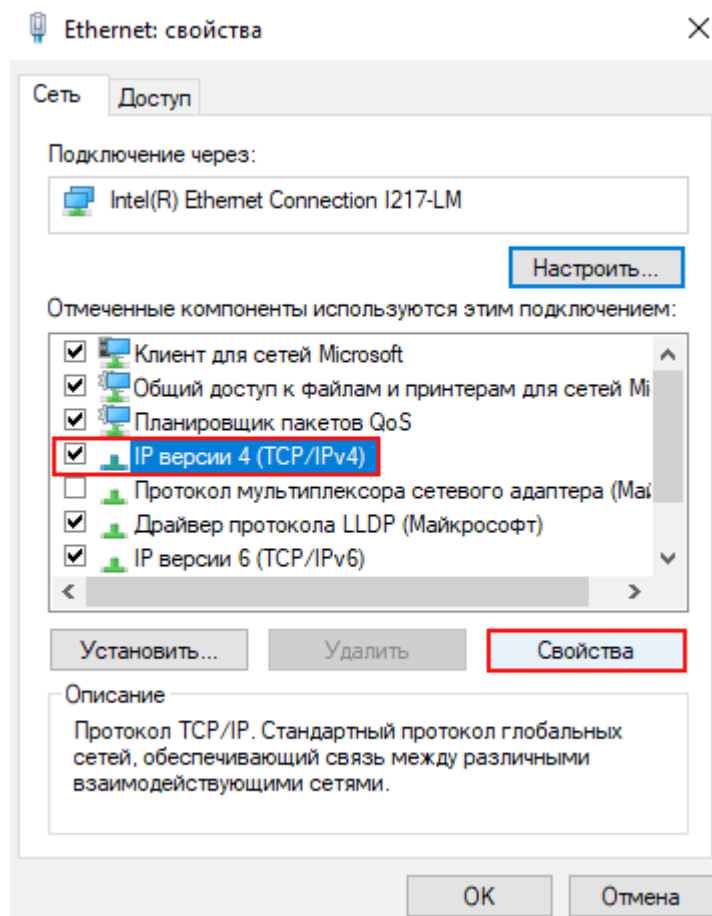 Ethernet: свойства
Сеть
Доступ
Подключение через:
Intel(R) Ethernet Connection I217-LM
Настроить...
Отмеченные компоненты используются этим подключением:
Клиент для сетей Microsoft
Общий доступ к файлам и принтерам для сетей Mi
Планировщик пакетов QoS
IP версии 4 (TCP/IPv4)
Протокол мультиплексора сетевого адаптера (Май
Драйвер протокола LLDP (Майкрософт)
IP версии 6 (TCP/IPv6)
Установить...
Удалить
Свойства
Описание
Протокол TCP/IP. Стандартный протокол глобальных
сетей, обеспечивающий связь между различными
взаимодействующими сетями.
OK
Отмена